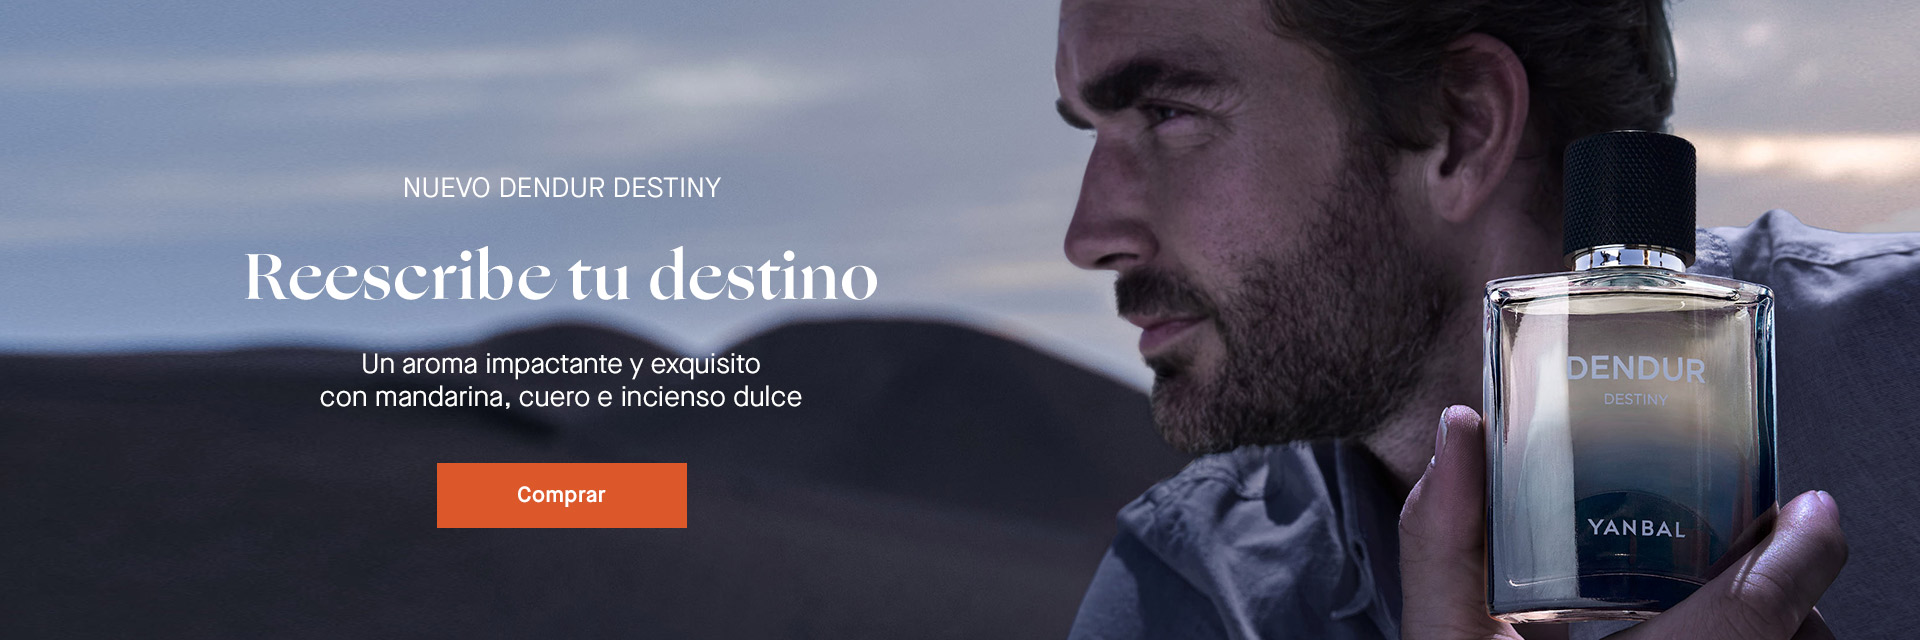 NUEVO DENDUR DESTINY
Reescribe tu destino
Un aroma impactante y exquisito
con mandarina, cuero e incienso dulce
Comprar
DENDUR
DESTINY
YANBAL